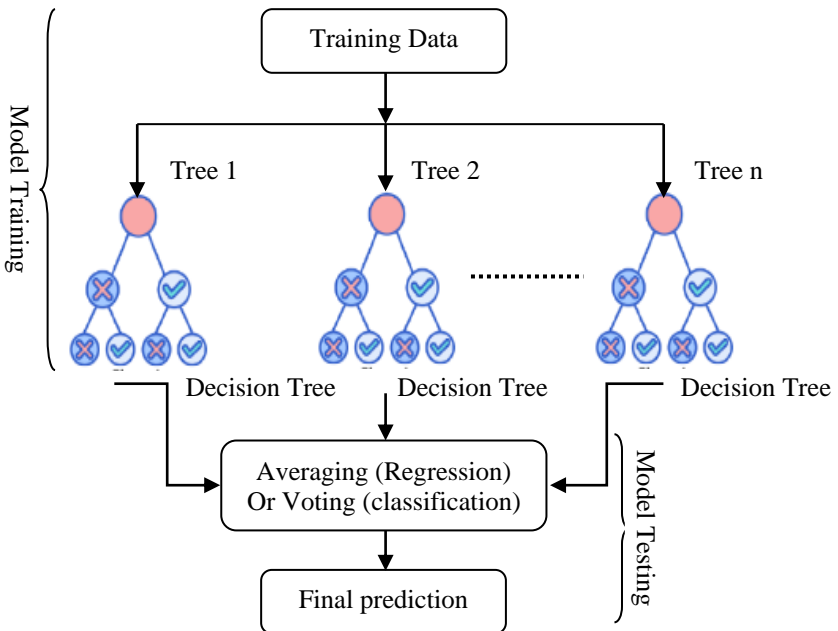 Training Data
Model Training
Tree 1
Tree 2
Tree n
Decision Tree
Decision Tree
Decision Tree
Averaging (Regression)
Or Voting (classification)
Model Testing
Final prediction